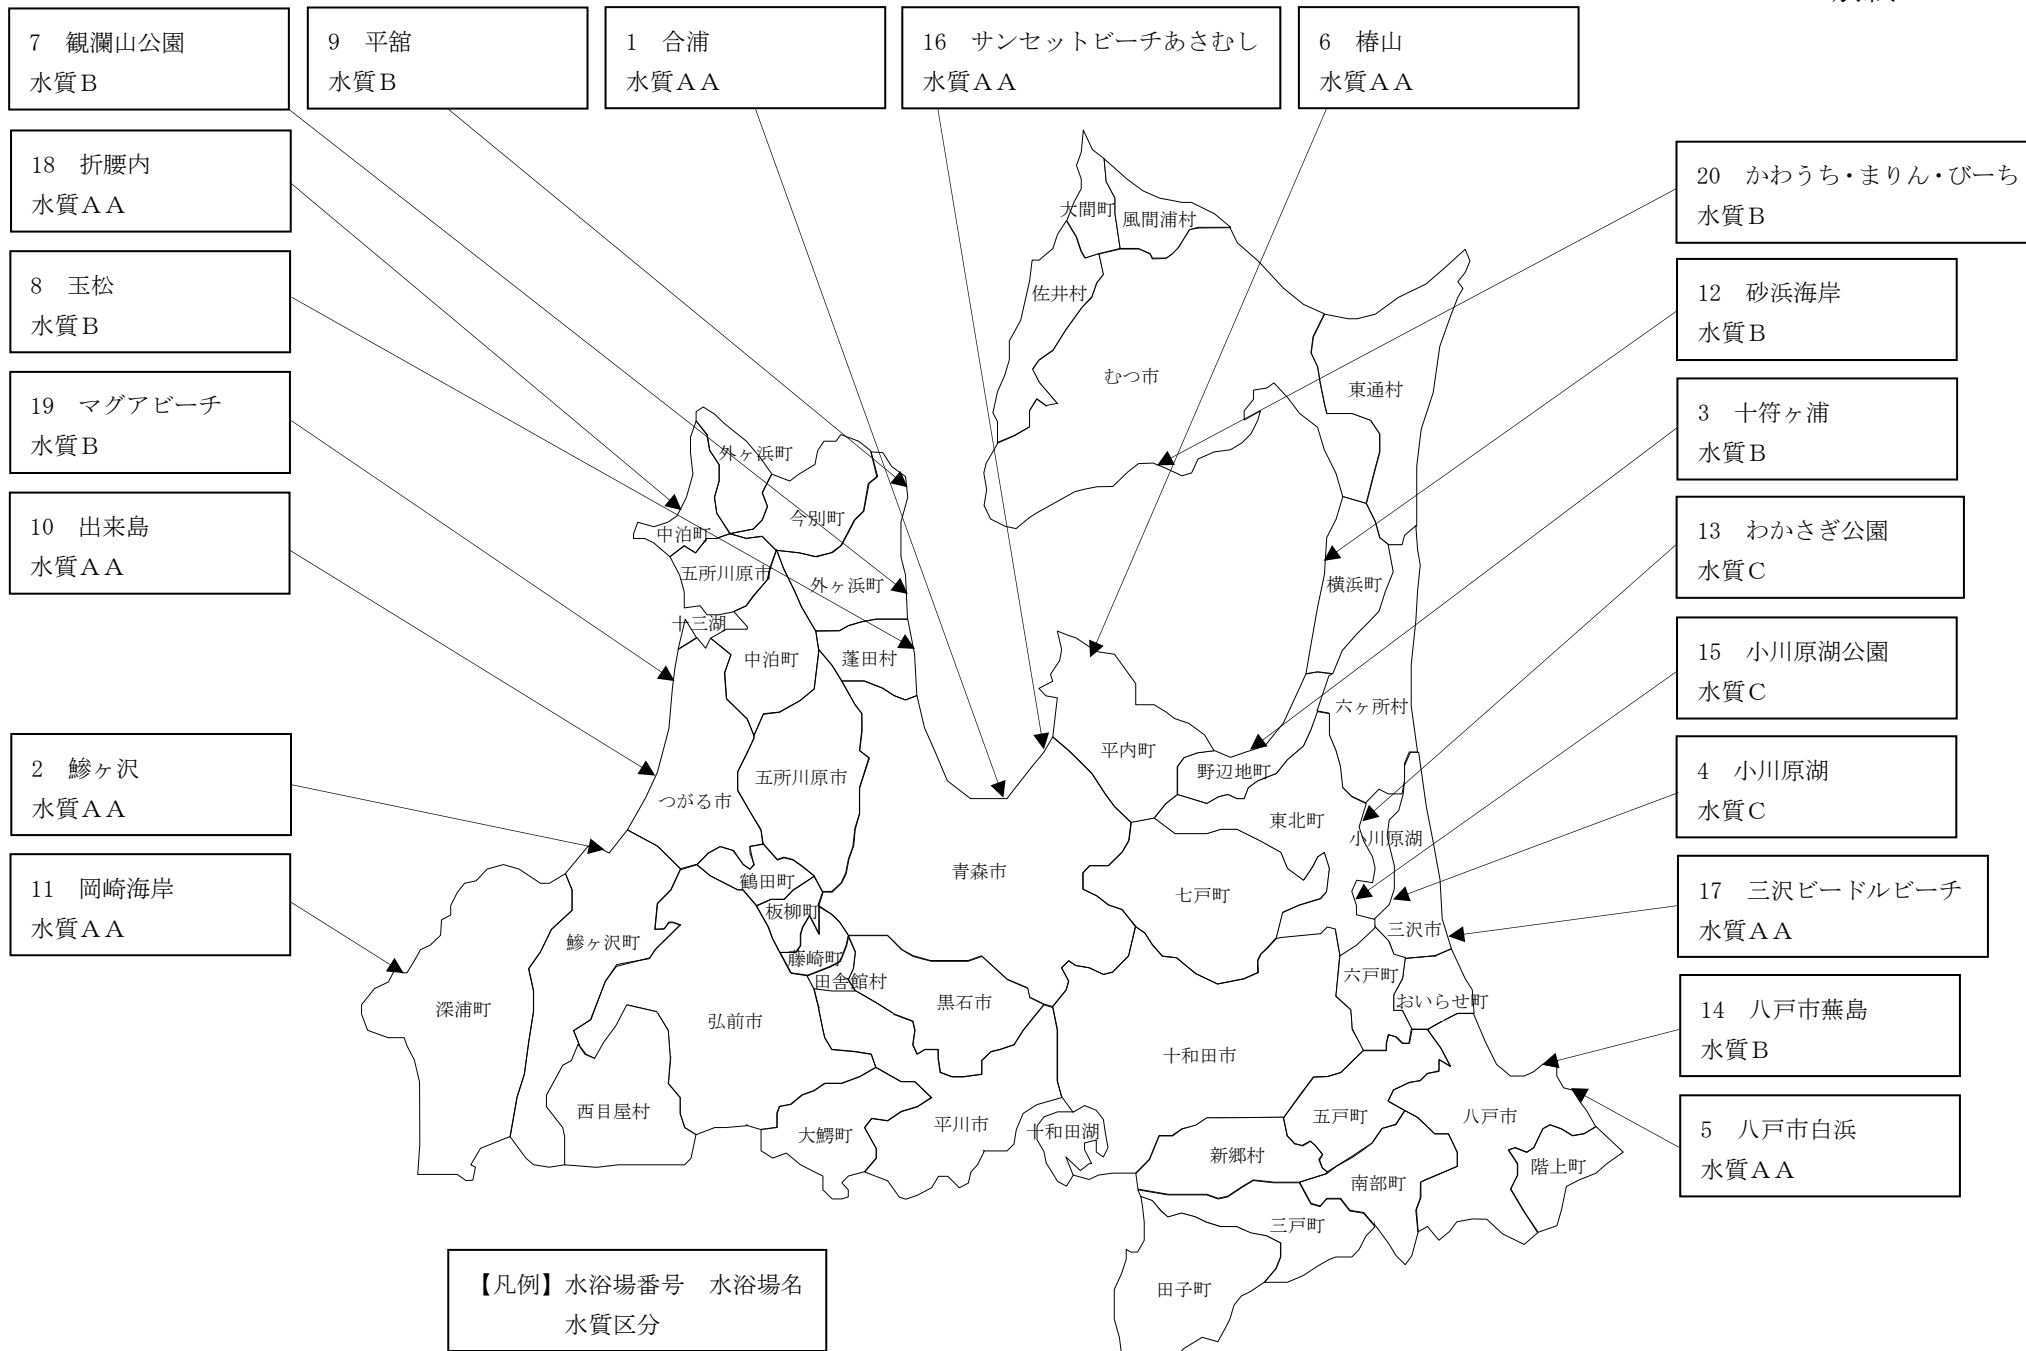 7 観瀾山公園
水質B
9 平舘
水質B
1 合浦
水質AA
16 サンセットビーチあさむし
水質AA
6 椿山
水質AA
18 折腰内
水質AA
8 玉松
水質B
19 マグアビーチ
水質B
10 出来島
水質AA
2 鰺ヶ沢
水質AA
11 岡崎海岸
水質AA
20 かわうち・まりん・びーち
水質B
12 砂浜海岸
水質B
3 十符ヶ浦
水質B
13 わかさぎ公園
水質C
15 小川原湖公園
水質C
4 小川原湖
水質C
17 三沢ビードルビーチ
水質AA
14 八戸市蕪島
水質B
5 八戸市白浜
水質AA
大間町
風間浦村
佐井村
むつ市
東通村
外ヶ浜町
今別町
中泊町
五所川原市
外ヶ浜町
横浜町
十三湖
中泊町
蓬田村
六ヶ所村
平内町
野辺地町
五所川原市
つがる市
東北町
小川原湖
青森市
鶴田町
七戸町
板柳町
三沢市
鰺ヶ沢町
藤崎町
田舎館村
六戸町
黒石市
おいらせ町
深浦町
弘前市
十和田市
西目屋村
大鰐町
平川市
十和田湖
五戸町
八戸市
新郷村
階上町
南部町
三戸町
田子町
【凡例】水浴場番号 水浴場名
水質区分